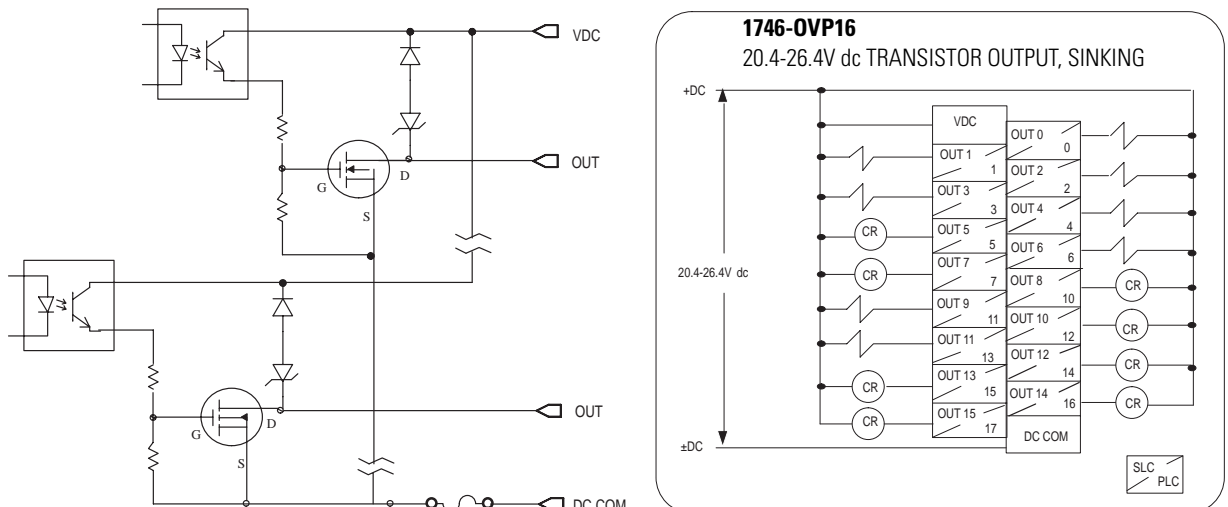 VDC
OUT
G
D
S
OUT
G
D
S
DC COM
1746-OVP16
20.4-26.4V dc TRANSISTOR OUTPUT, SINKING
+DC
VDC
OUT 0
0
OUT 1
1
OUT 2
2
OUT 3
3
OUT 4
4
CR
OUT 5
5
OUT 6
6
20.4-26.4V dc
CR
OUT 7
7
OUT 8
10
CR
OUT 9
11
OUT 10
12
CR
OUT 11
13
OUT 12
14
CR
CR
OUT 13
15
OUT 14
16
CR
CR
OUT 15
17
DC COM
±DC
SLC
PLC